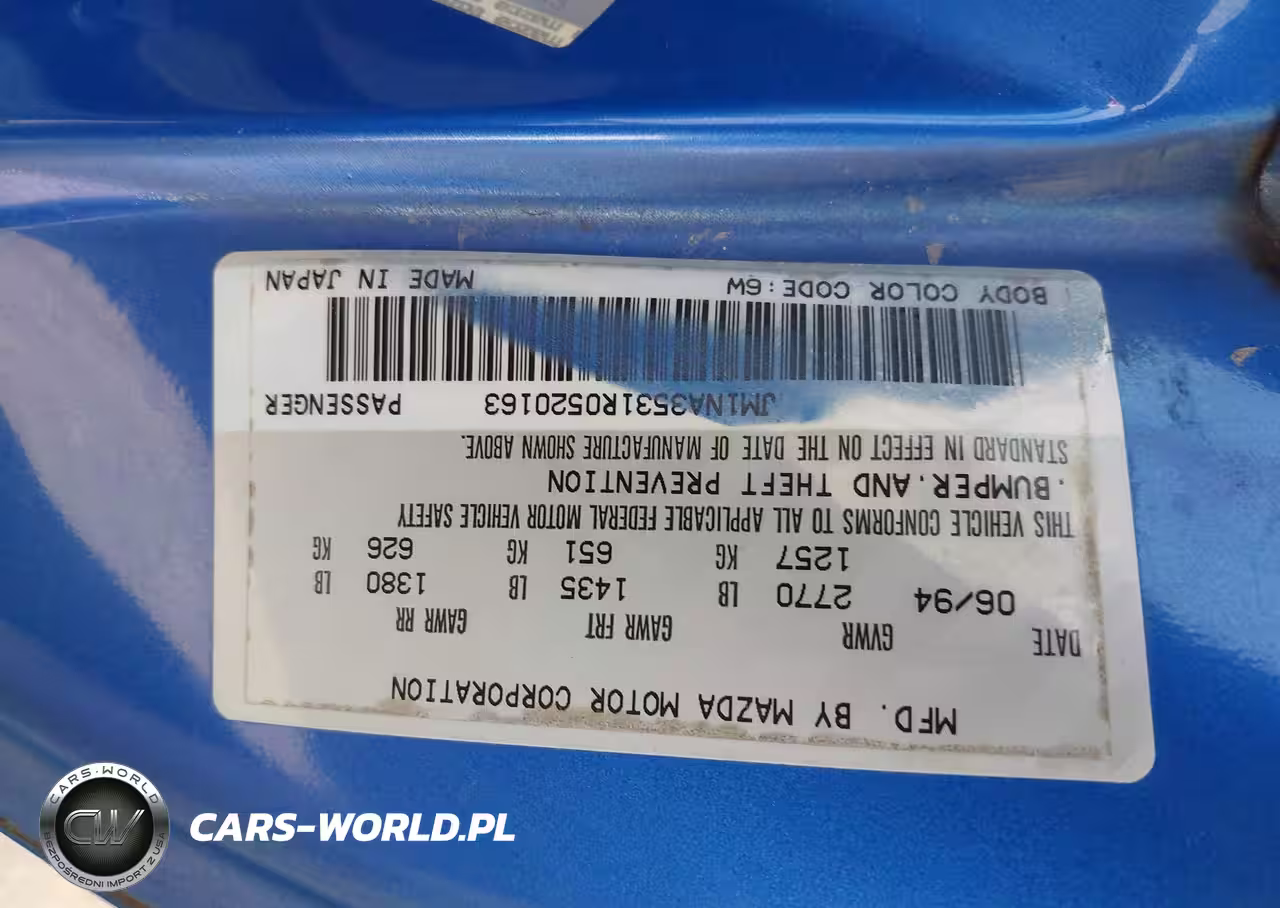 MFD. BY MAZDA MOTOR CORPORATION
DATE GVWR GAWR FRT GAWR RR
06/94 2770 LB 1435 LB 1380 LB
1257 KG 651 KG 626 KG
THIS VEHICLE CONFORMS TO ALL APPLICABLE FEDERAL MOTOR VEHICLE SAFETY
.BUMPER.AND THEFT PREVENTION
STANDARD IN EFFECT ON THE DATE OF MANUFACTURE SHOWN ABOVE.
JM1NA3531R0520163 PASSENGER
BODY COLOR CODE:6W MADE IN JAPAN
CARS-WORLD
CW
BEZPOŚREDNI IMPORT Z USA
CARS-WORLD.PL